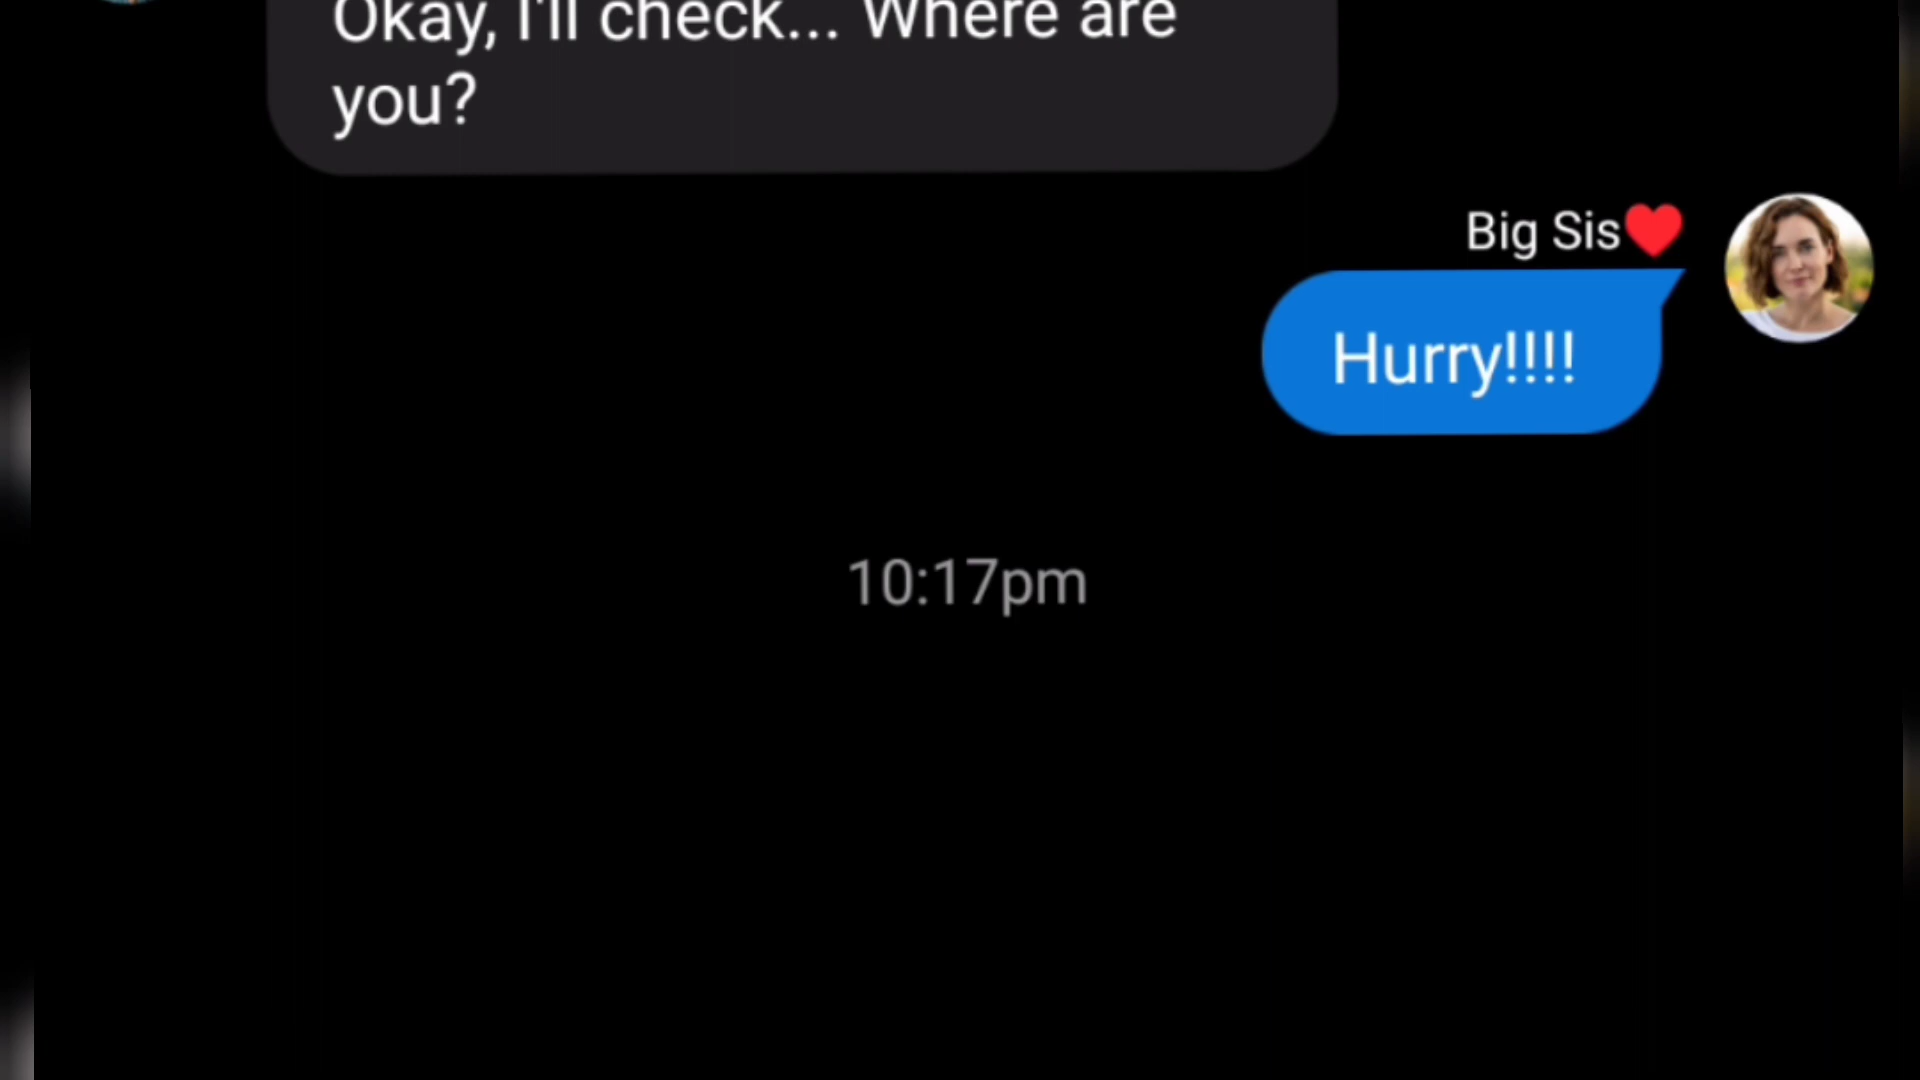 Okay, I'll check... Where are
you?
Big Sis❤️
Hurry!!!!
10:17pm